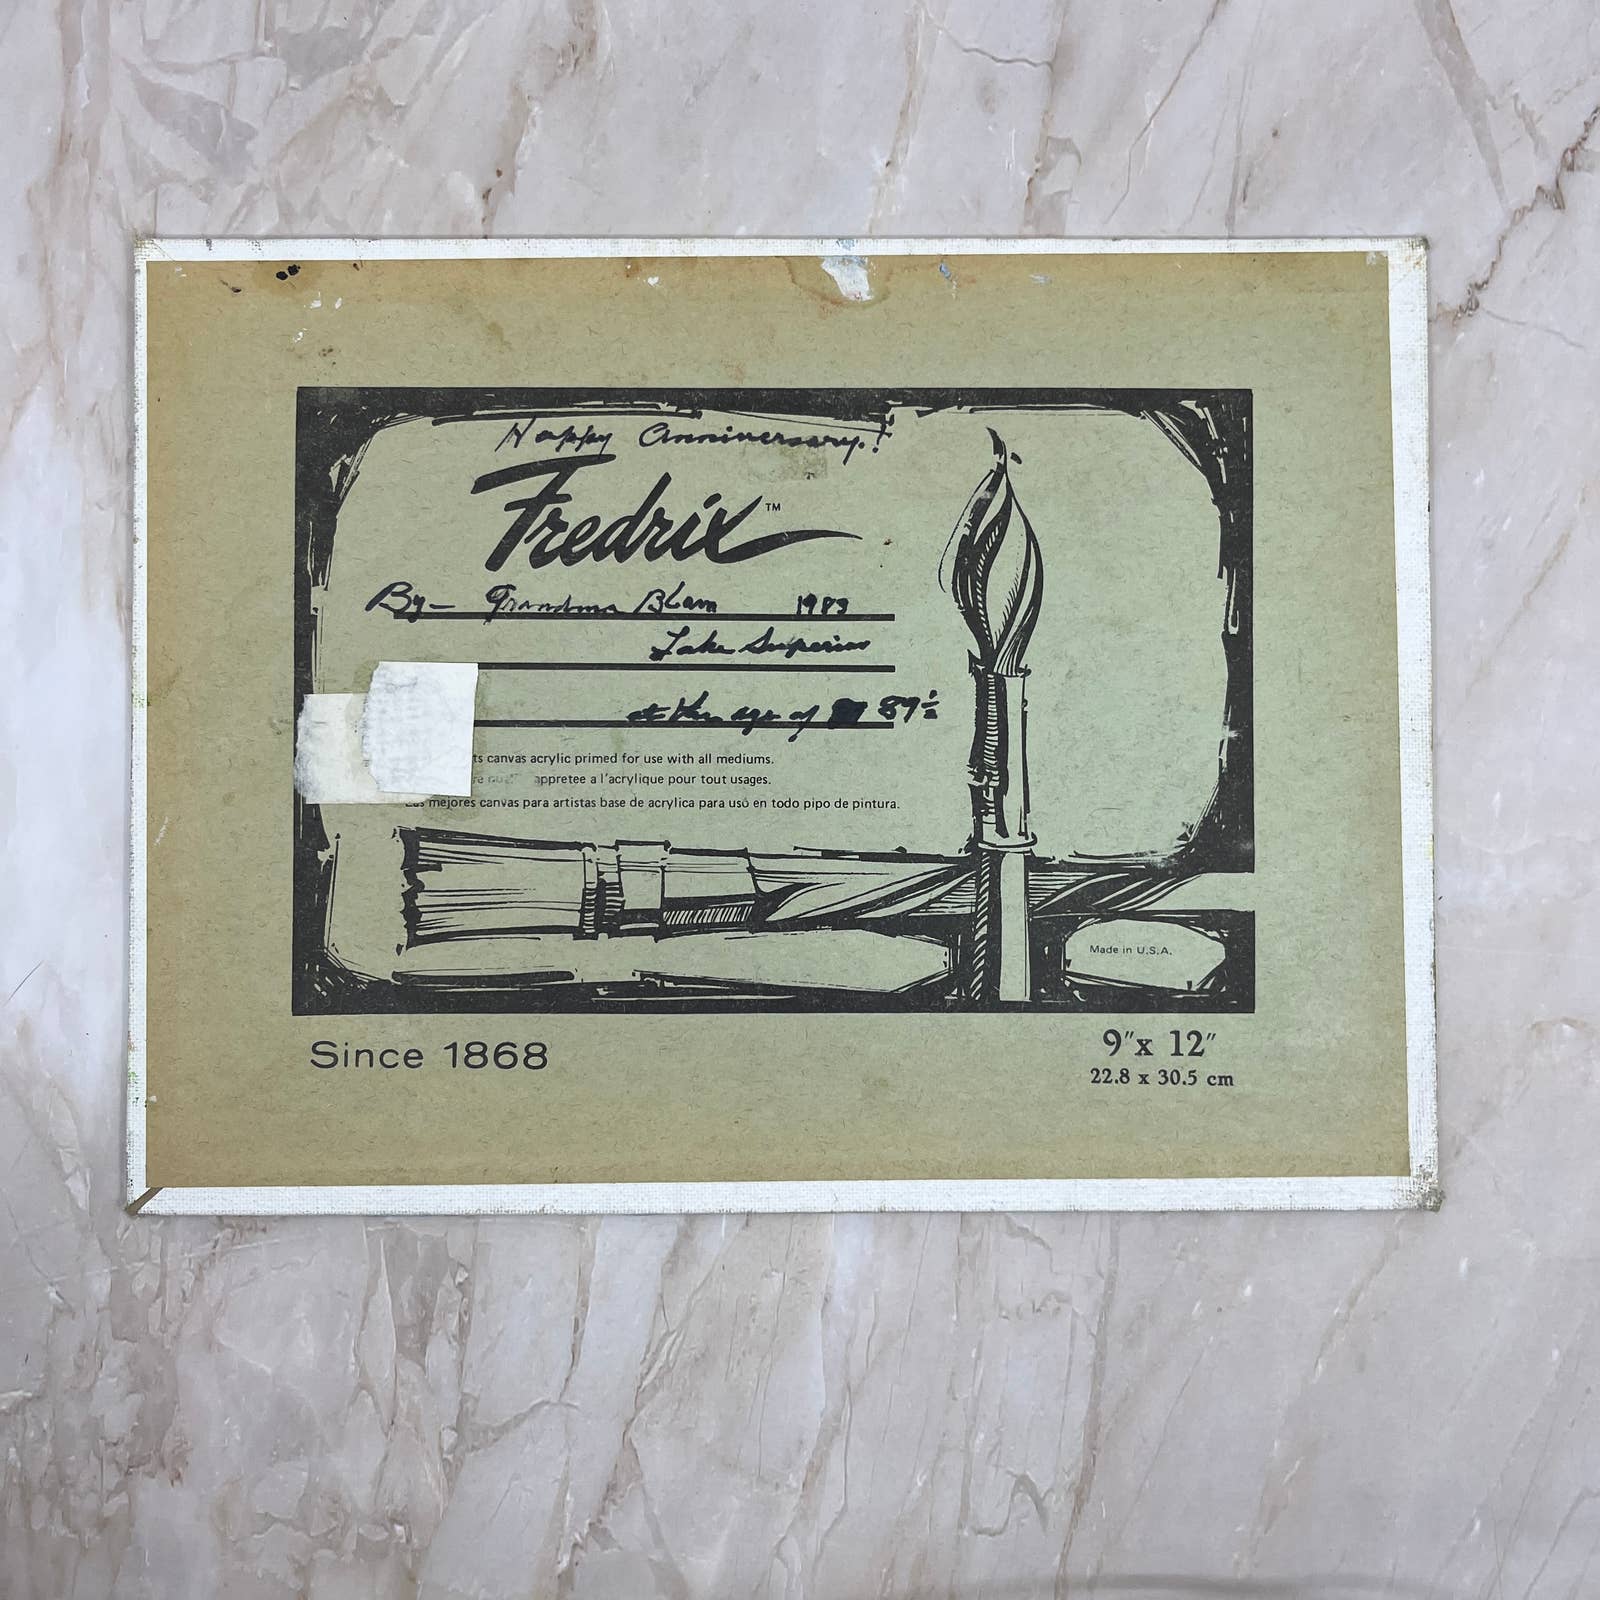 Happy Anniversary!
Fredrix™
By- Grandma 1983
Lake Superior
at the age of 89½
ts canvas acrylic primed for use with all mediums.
appretee a l'acrylique pour tout usages.
mejores canvas para artistas base de acrylica para uso en todo pipo de pintura.
Made in U.S.A.
Since 1868
9"x 12"
22.8 x 30.5 cm